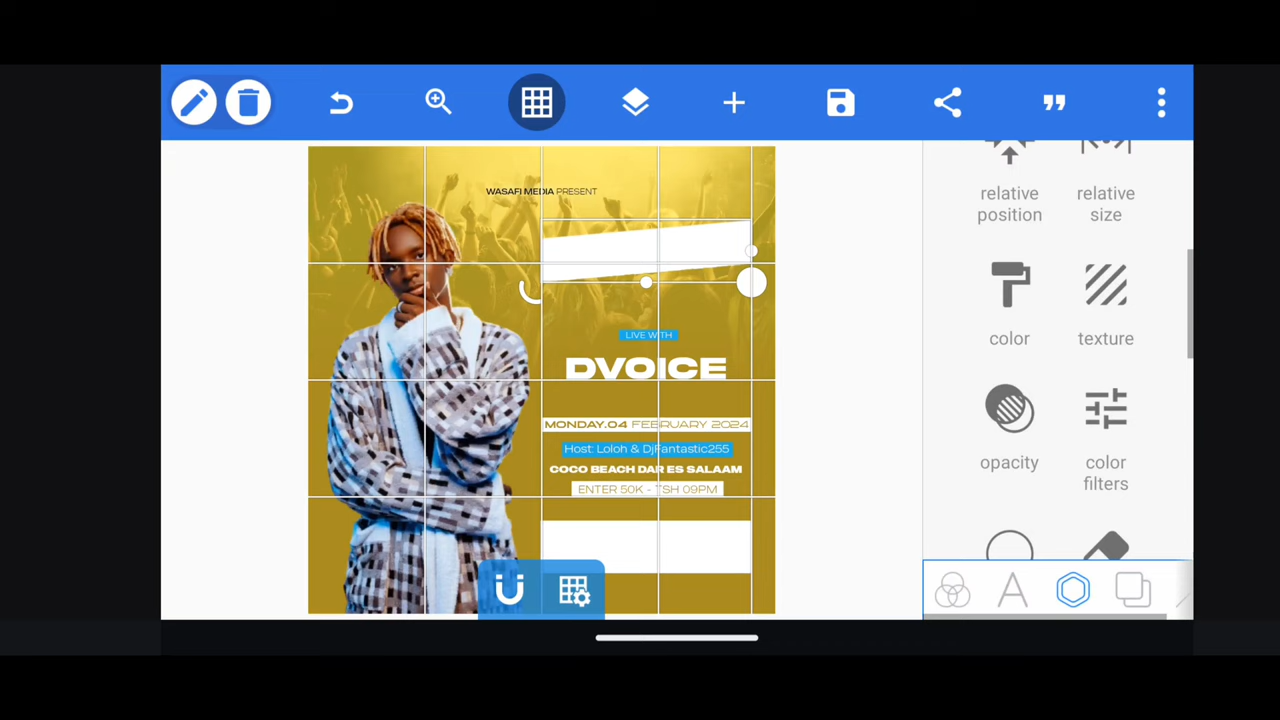 WASAFI MEDIA PRESENT
LIVE WITH
DVOICE
MONDAY.04 FEBRUARY 2024
Host: Loloh & DjFantastic255
COCO BEACH DAR ES SALAAM
ENTER 50K - TSH 09PM
relative
position
relative
size
color
texture
opacity
color
filters